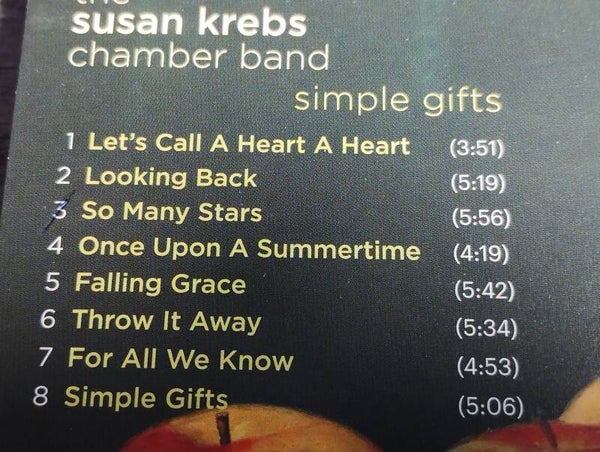 the
susan krebs
chamber band
simple gifts
1 Let's Call A Heart A Heart (3:51)
2 Looking Back (5:19)
3 So Many Stars (5:56)
4 Once Upon A Summertime (4:19)
5 Falling Grace (5:42)
6 Throw It Away (5:34)
7 For All We Know (4:53)
8 Simple Gifts (5:06)